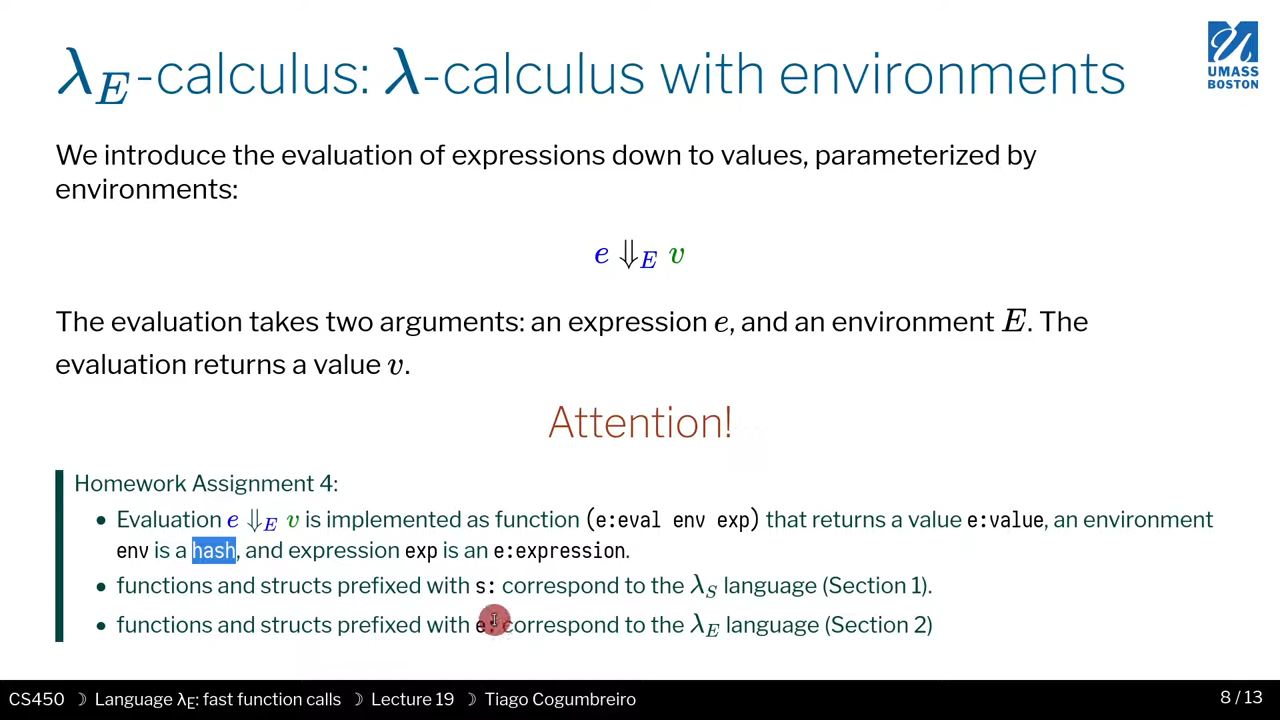 λE-calculus: λ-calculus with environments
UMASS
BOSTON
We introduce the evaluation of expressions down to values, parameterized by
environments:
e ⇓E v
The evaluation takes two arguments: an expression e, and an environment E. The
evaluation returns a value v.
Attention!
Homework Assignment 4:
• Evaluation e ⇓E v is implemented as function (e:eval env exp) that returns a value e:value, an environment
env is a hash, and expression exp is an e:expression.
• functions and structs prefixed with s: correspond to the λS language (Section 1).
• functions and structs prefixed with e: correspond to the λE language (Section 2)
CS450 ☽ Language λE: fast function calls ☽ Lecture 19 ☽ Tiago Cogumbreiro
8 / 13